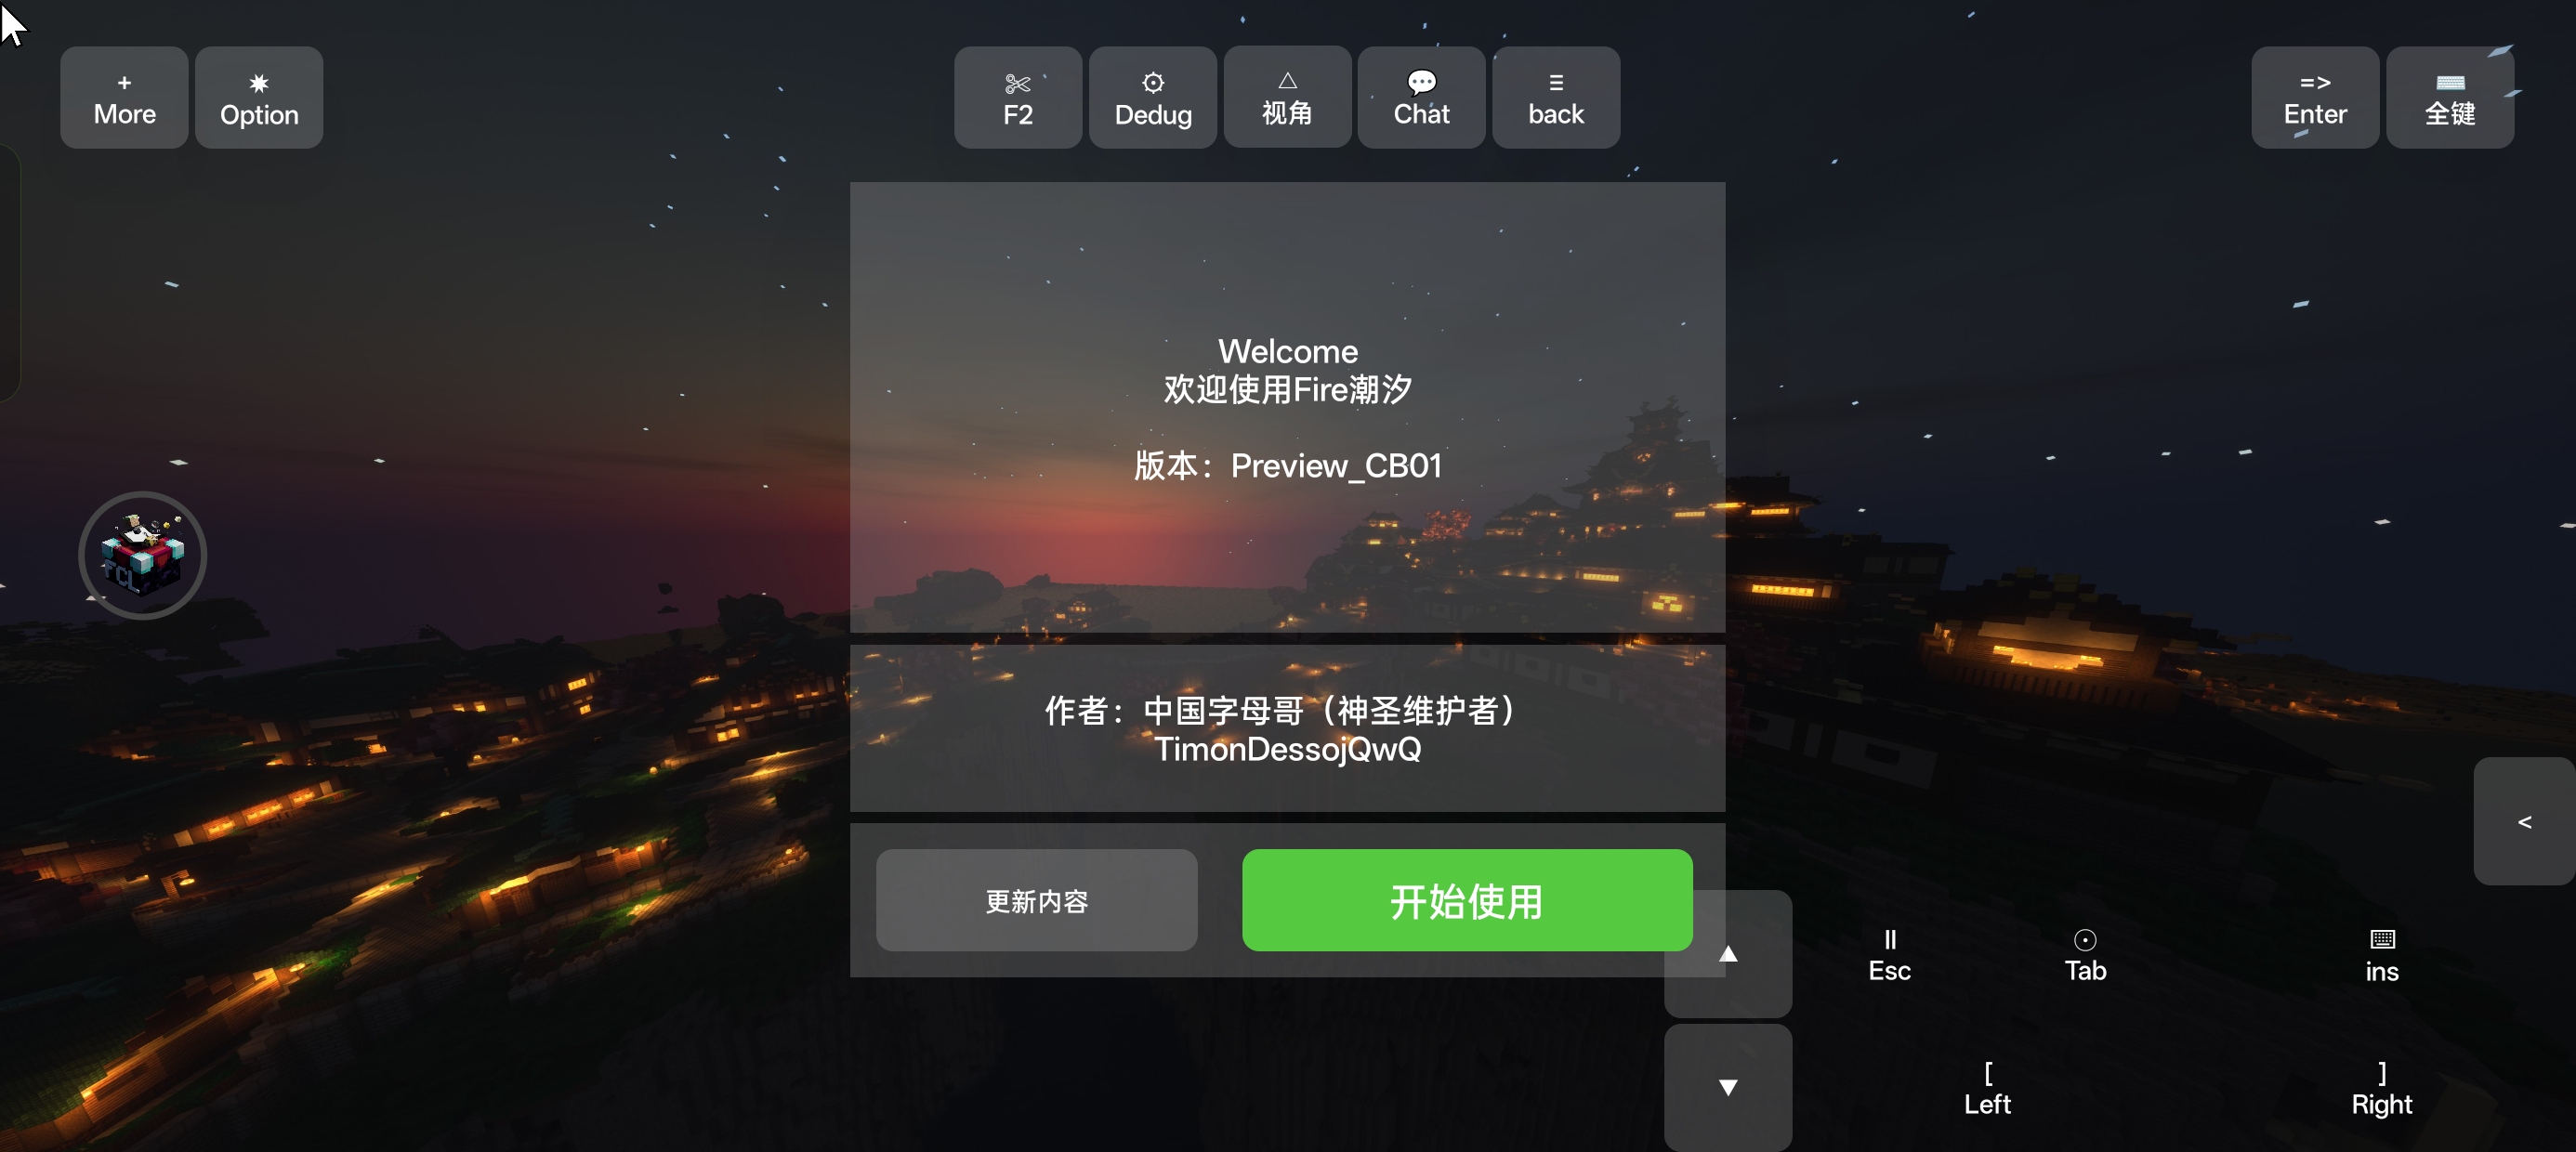 +
More
Option
F2
Dedug
视角
Chat
back
=>
Enter
全键
Welcome
欢迎使用Fire潮汐
版本：Preview_CB01
FCL
作者：中国字母哥（神圣维护者）
TimonDessojQwQ
<
更新内容
开始使用
Esc
Tab
ins
[
Left
]
Right